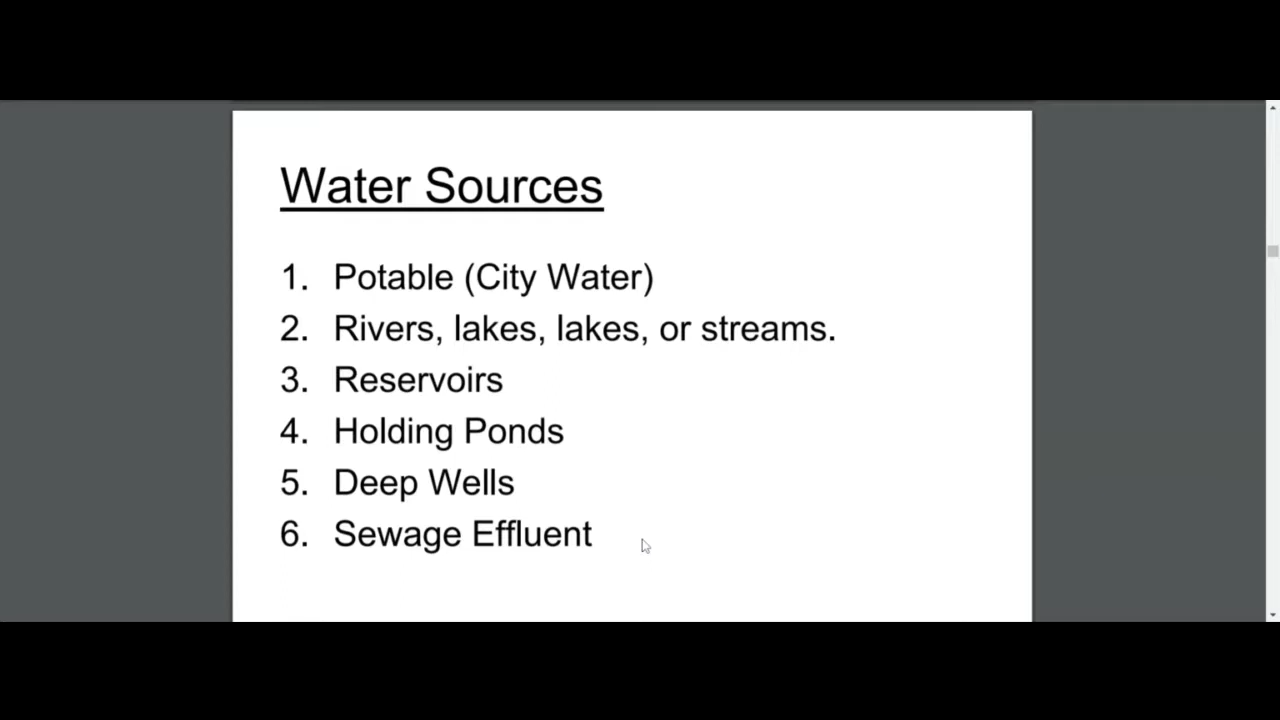 Water Sources
1. Potable (City Water)
2. Rivers, lakes, lakes, or streams.
3. Reservoirs
4. Holding Ponds
5. Deep Wells
6. Sewage Effluent